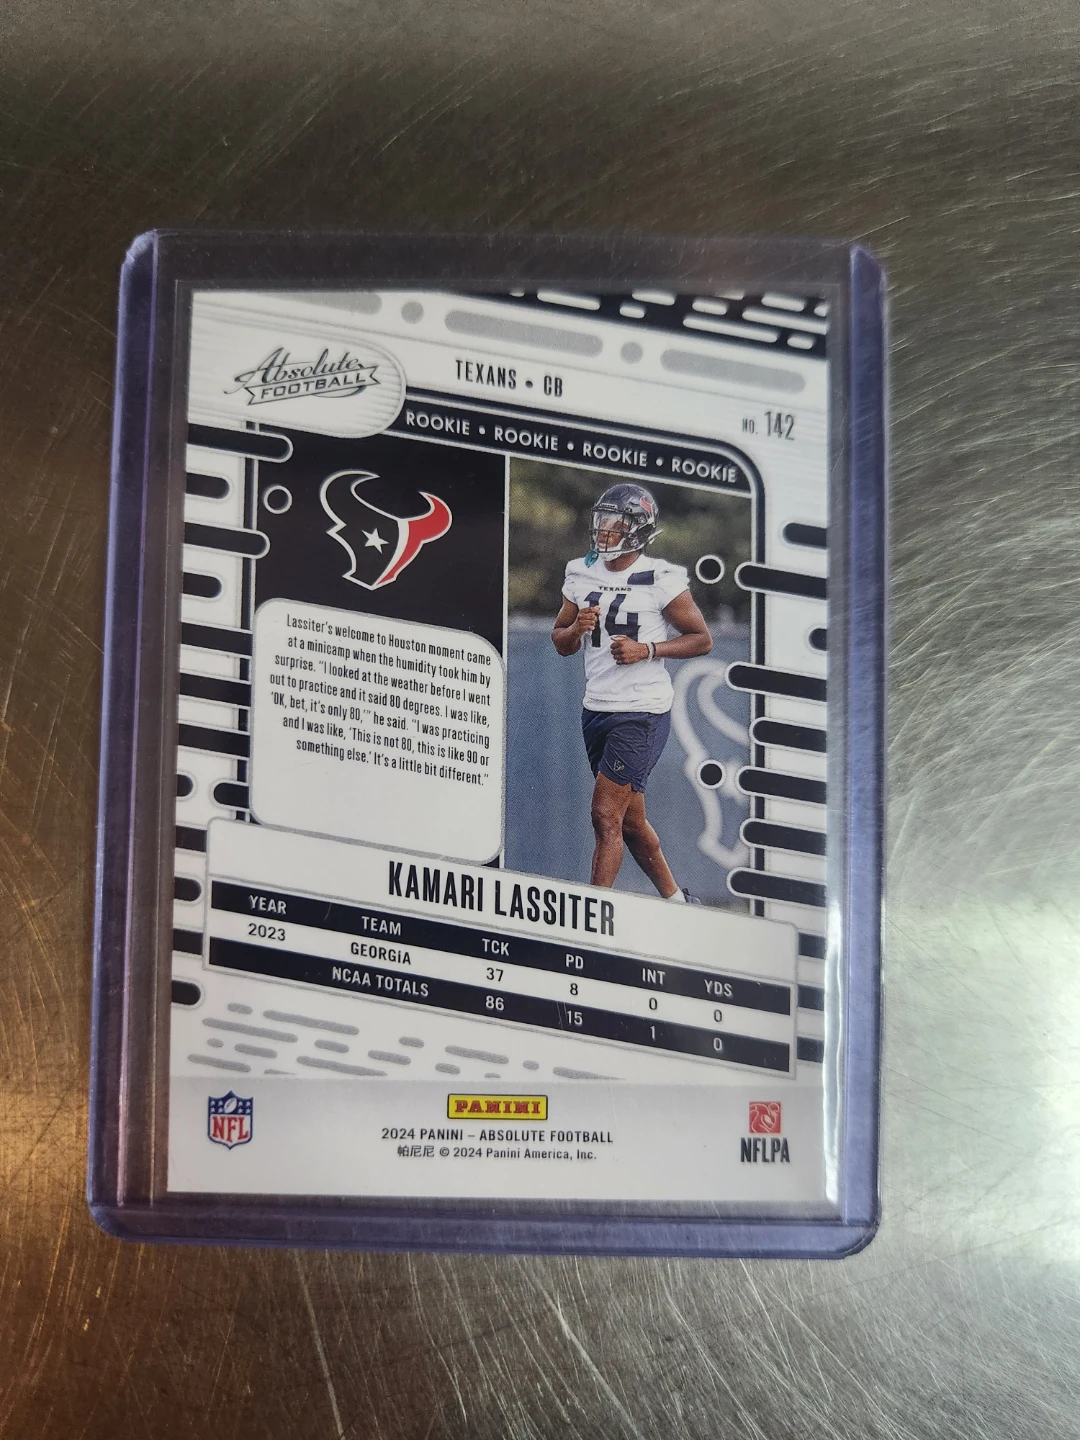 Absolute
FOOTBALL
TEXANS • CB
NO. 142
ROOKIE • ROOKIE • ROOKIE • ROOKIE
TEXANS
14
Lassiter's welcome to Houston moment came
at a minicamp when the humidity took him by
surprise. "I looked at the weather before I went
out to practice and it said 80 degrees. I was like,
'OK, bet, it's only 80,'" he said. "I was practicing
and I was like, 'This is not 80, this is like 90 or
something else.' It's a little bit different."
KAMARI LASSITER
YEAR TEAM TCK PD INT YDS
2023 GEORGIA 37 8 0 0
NCAA TOTALS 86 15 1 0
NFL
PANINI
2024 PANINI – ABSOLUTE FOOTBALL
帕尼尼 © 2024 Panini America, Inc.
NFLPA